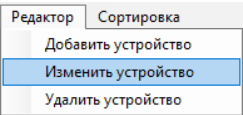 Редактор Сортировка
Добавить устройство
Изменить устройство
Удалить устройство